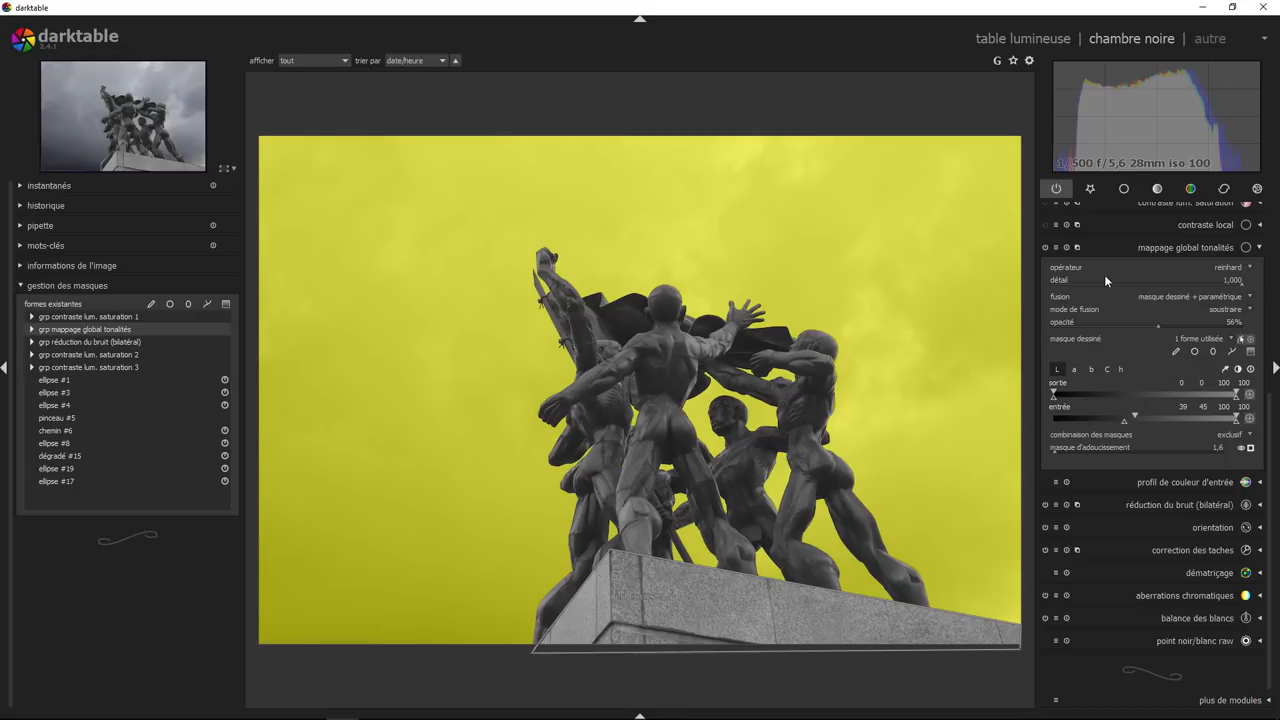 darktable
darktable
2.4.1
table lumineuse | chambre noire | autre
afficher tout trier par date/heure G
instantanés
historique
pipette
mots-clés
informations de l'image
gestion des masques
formes existantes
grp contraste lum. saturation 1
grp mappage global tonalités
grp réduction du bruit (bilatéral)
grp contraste lum. saturation 2
grp contraste lum. saturation 3
ellipse #1
ellipse #3
ellipse #4
pinceau #5
chemin #6
ellipse #8
dégradé #15
ellipse #19
ellipse #17
1/500 f/5,6 28mm iso 100
contraste lum. saturation
contraste local
mappage global tonalités
opérateur reinhard
détail 1,000
fusion masque dessiné + paramétrique
mode de fusion soustraire
opacité 56%
masque dessiné 1 forme utilisée
L a b C h
sortie 0 0 100 100
entrée 39 45 100 100
combinaison des masques exclusif
masque d'adoucissement 1,6
profil de couleur d'entrée
réduction du bruit (bilatéral)
orientation
correction des taches
dématriçage
aberrations chromatiques
balance des blancs
point noir/blanc raw
plus de modules